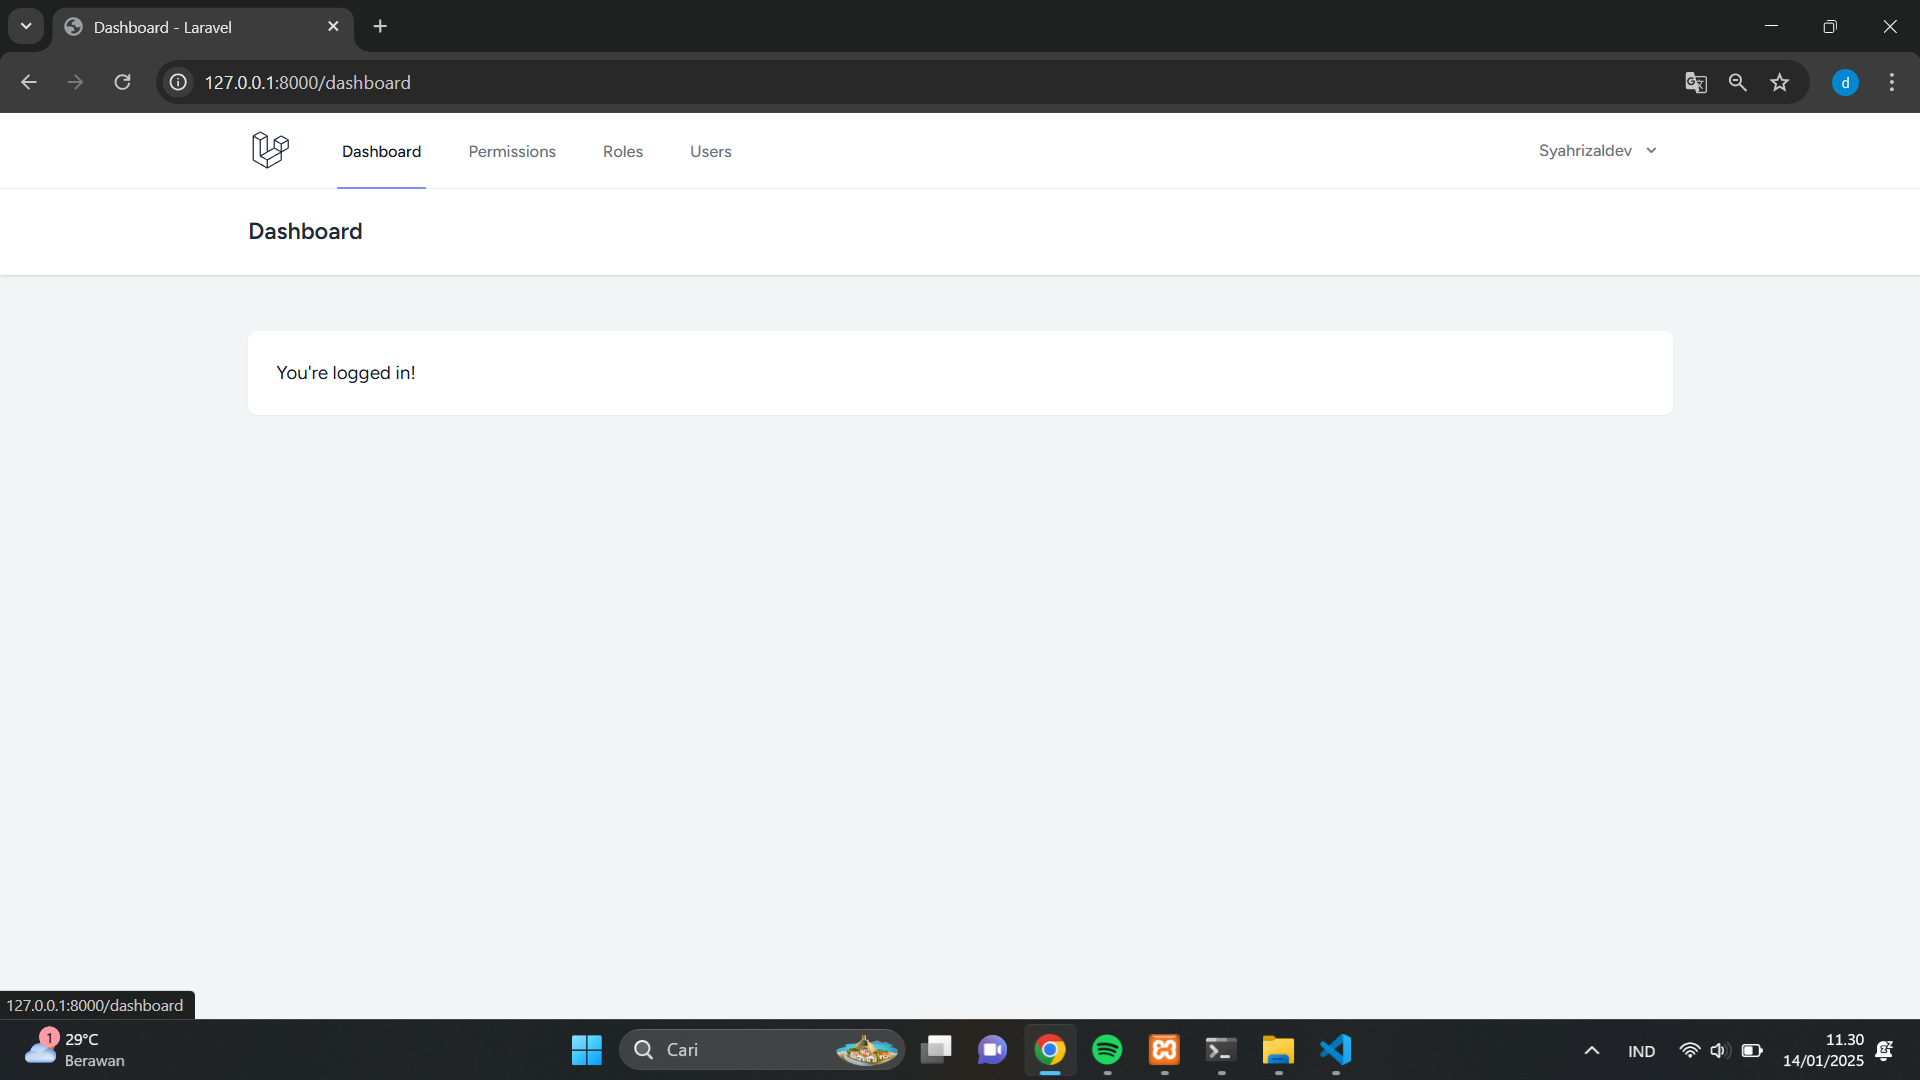 Dashboard - Laravel
127.0.0.1:8000/dashboard
d
Dashboard Permissions Roles Users Syahrizaldev
Dashboard
You're logged in!
127.0.0.1:8000/dashboard
1
29°C
Berawan
Cari
IND
11.30
14/01/2025